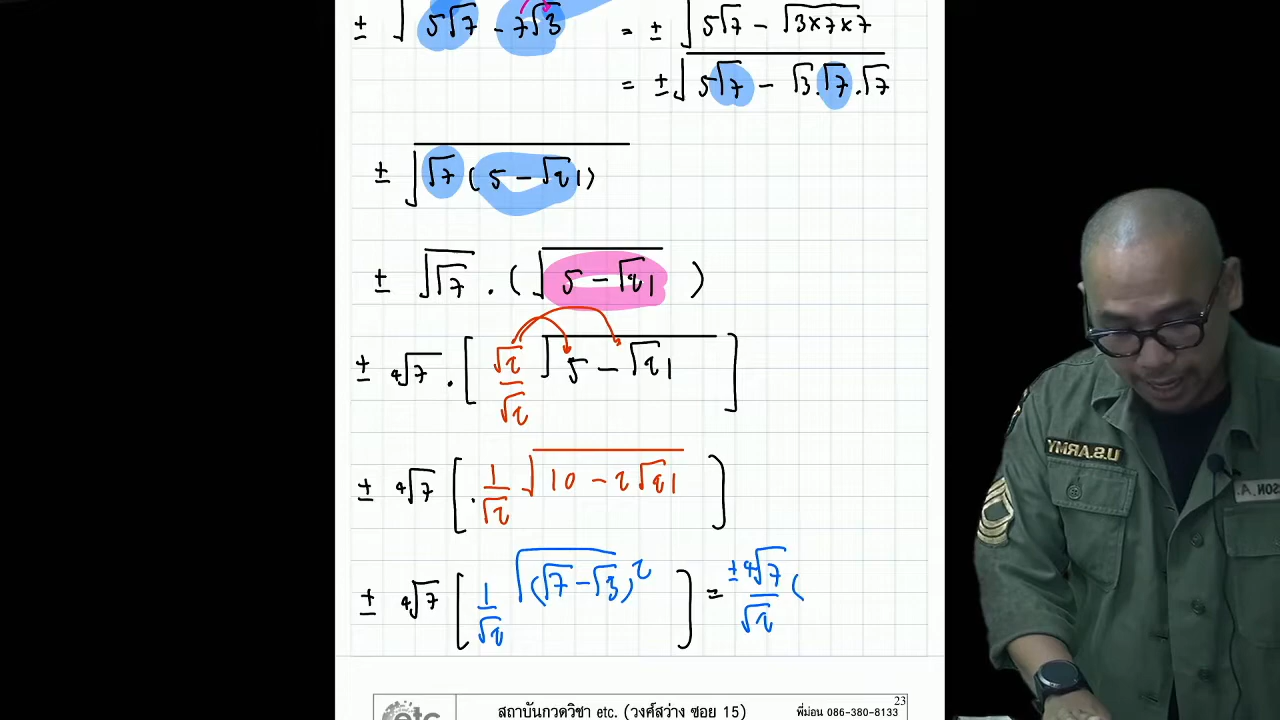 ± √(5√7 - 7√3) = ± √(5√7 - √(3×7×7))
= ±√(5√7 - √3.√7.√7)
± √(√7 (5 - √21))
± √√7 . (√(5 - √21))
± ⁴√7 . [ √2/√2 √(5 - √21) ]
± ⁴√7 [ . 1/√2 √(10 - 2√21) ]
± ⁴√7 [ 1/√2 √((√7 - √3)²) ] = ± ⁴√7/√2 (
U.S.ARMY
SON.A.
23
etc
สถาบันกวดวิชา etc. (วงศ์สว่าง ซอย 15)
พี่ม่อน 086-380-8133